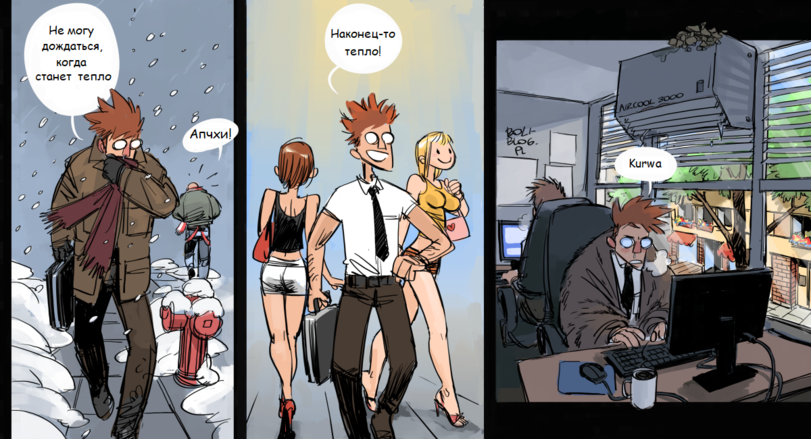 Не могу
дождаться,
когда
станет тепло
Апчхи!
Наконец-то
тепло!
AIRCOOL 3000
BOLI-
BLOG.
PL
Kurwa